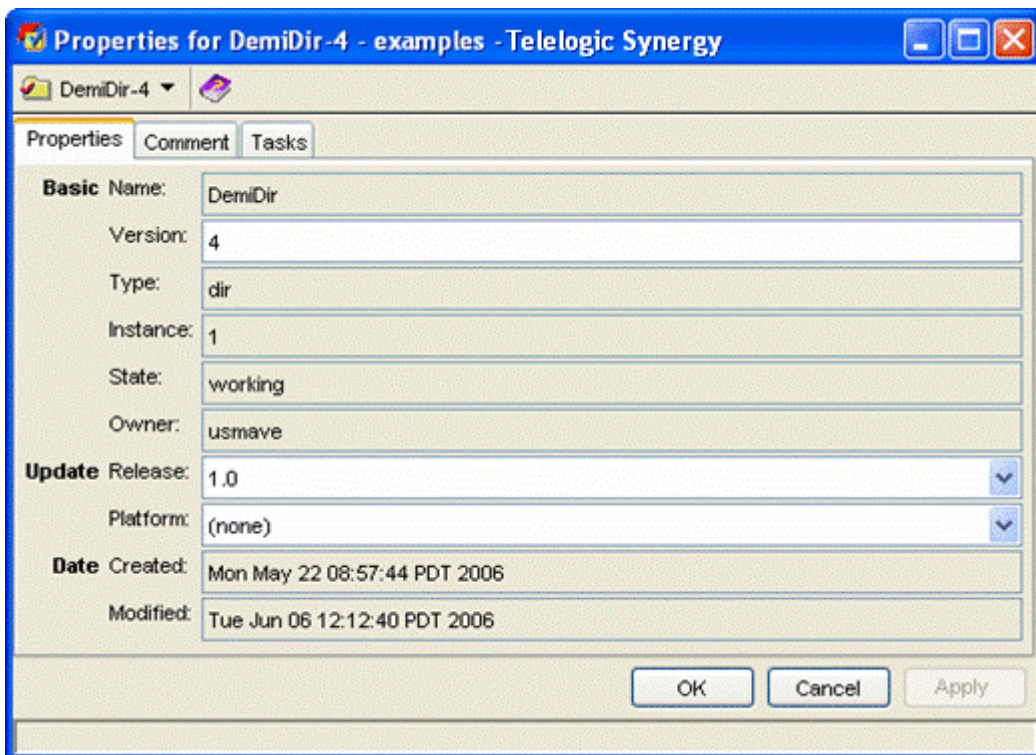 Properties for DemiDir-4 - examples - Telelogic Synergy
DemiDir-4
Properties Comment Tasks
Basic Name: DemiDir
Version: 4
Type: dir
Instance: 1
State: working
Owner: usmave
Update Release: 1.0
Platform: (none)
Date Created: Mon May 22 08:57:44 PDT 2006
Modified: Tue Jun 06 12:12:40 PDT 2006
OK Cancel Apply